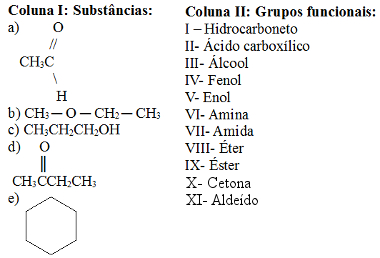 Coluna I: Substâncias: Coluna II: Grupos funcionais:
a) O I – Hidrocarboneto
// II- Ácido carboxílico
CH₃C III- Álcool
\ IV- Fenol
H V- Enol
b) CH₃ — O — CH₂ — CH₃ VI- Amina
c) CH₃CH₂CH₂OH VII- Amida
d) O VIII- Éter
‖ IX- Éster
CH₃CCH₂CH₃ X- Cetona
e) XI- Aldeído